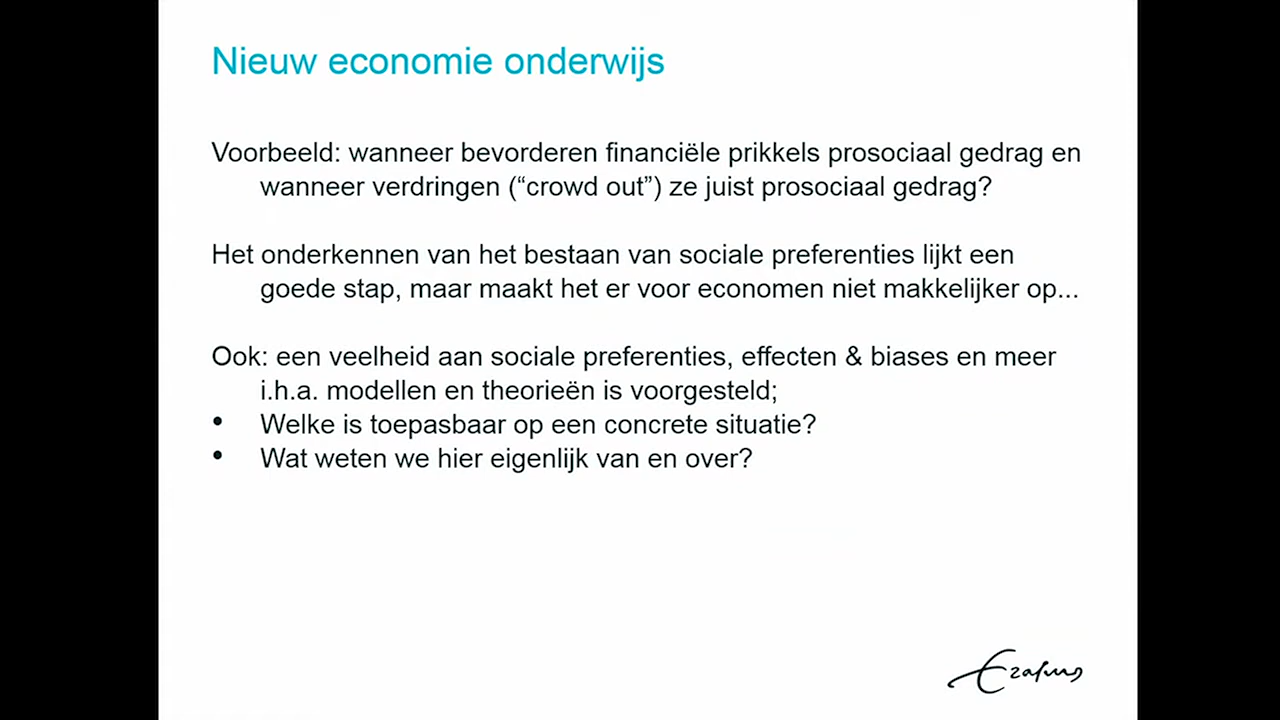 Nieuw economie onderwijs
Voorbeeld: wanneer bevorderen financiële prikkels prosociaal gedrag en
wanneer verdringen (“crowd out”) ze juist prosociaal gedrag?
Het onderkennen van het bestaan van sociale preferenties lijkt een
goede stap, maar maakt het er voor economen niet makkelijker op...
Ook: een veelheid aan sociale preferenties, effecten & biases en meer
i.h.a. modellen en theorieën is voorgesteld;
• Welke is toepasbaar op een concrete situatie?
• Wat weten we hier eigenlijk van en over?
Erasmus